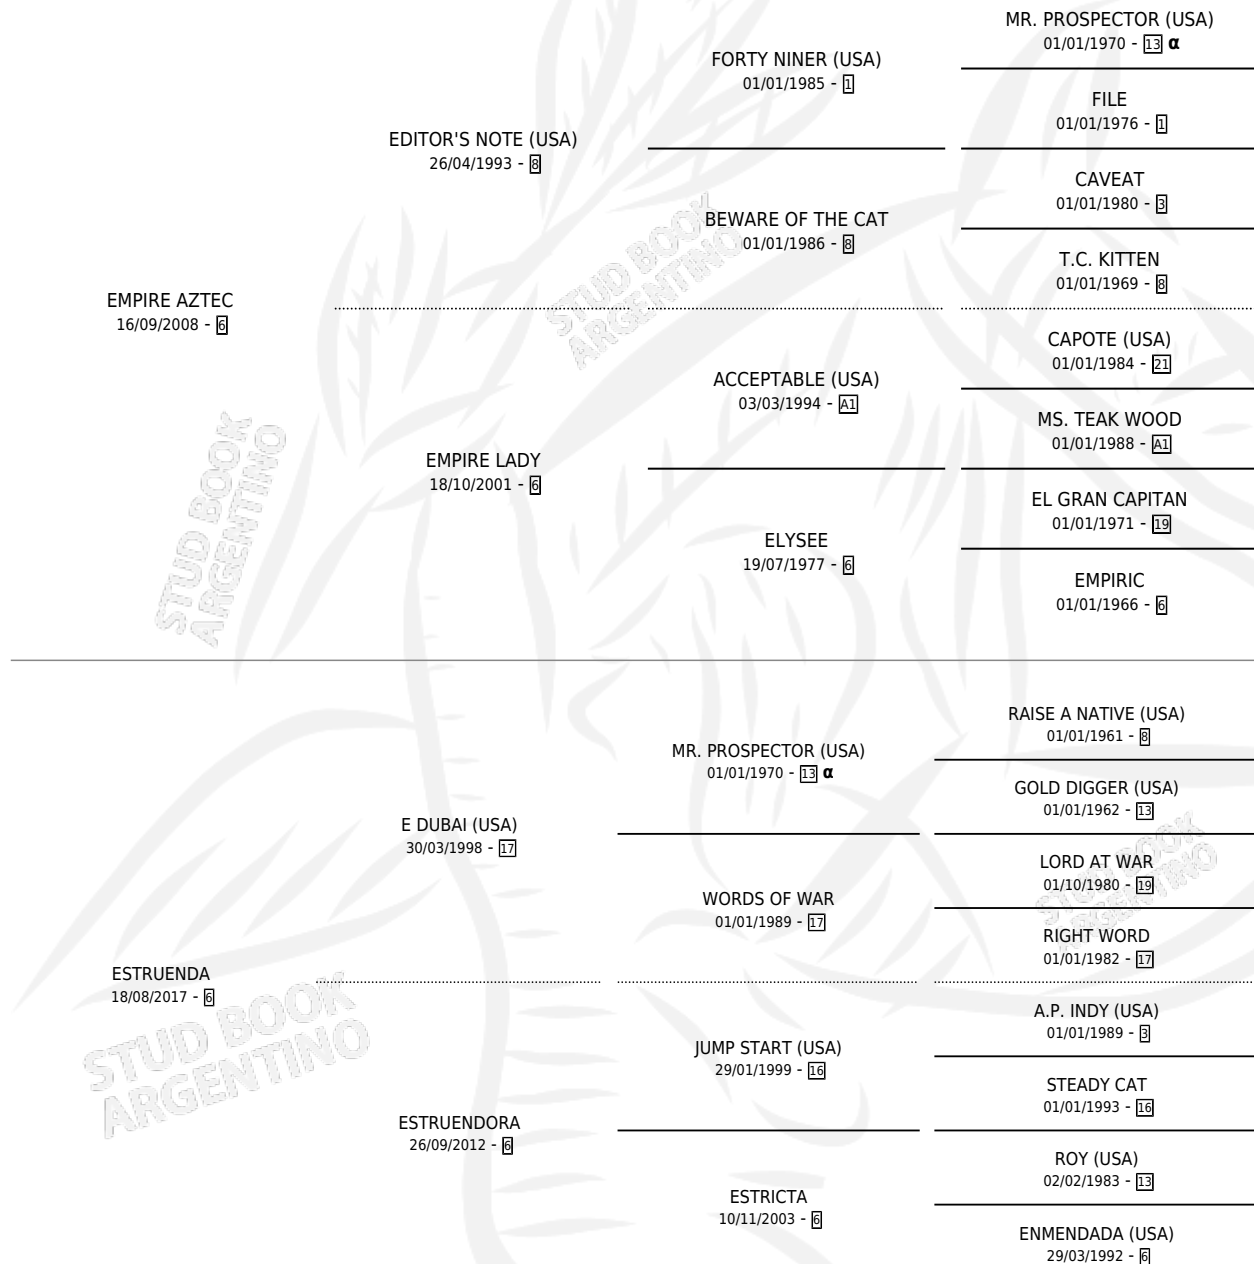 MR. PROSPECTOR (USA)
01/01/1970 - 13 α
FORTY NINER (USA)
01/01/1985 - 1
FILE
01/01/1976 - 1
EDITOR'S NOTE (USA)
26/04/1993 - 8
CAVEAT
01/01/1980 - 3
BEWARE OF THE CAT
01/01/1986 - 8
T.C. KITTEN
01/01/1969 - 8
EMPIRE AZTEC
16/09/2008 - 6
CAPOTE (USA)
01/01/1984 - 21
ACCEPTABLE (USA)
03/03/1994 - A1
MS. TEAK WOOD
01/01/1988 - A1
EMPIRE LADY
18/10/2001 - 6
EL GRAN CAPITAN
01/01/1971 - 19
ELYSEE
19/07/1977 - 6
EMPIRIC
01/01/1966 - 6
RAISE A NATIVE (USA)
01/01/1961 - 8
MR. PROSPECTOR (USA)
01/01/1970 - 13 α
GOLD DIGGER (USA)
01/01/1962 - 13
E DUBAI (USA)
30/03/1998 - 17
LORD AT WAR
01/10/1980 - 19
WORDS OF WAR
01/01/1989 - 17
RIGHT WORD
01/01/1982 - 17
ESTRUENDA
18/08/2017 - 6
A.P. INDY (USA)
01/01/1989 - 3
JUMP START (USA)
29/01/1999 - 16
STEADY CAT
01/01/1993 - 16
ESTRUENDORA
26/09/2012 - 6
ROY (USA)
02/02/1983 - 13
ESTRICTA
10/11/2003 - 6
ENMENDADA (USA)
29/03/1992 - 6
STUD BOOK
ARGENTINO
STUD BOOK
ARGENTINO
STUD BOOK
ARGENTINO
STUD BOOK
ARGENTINO